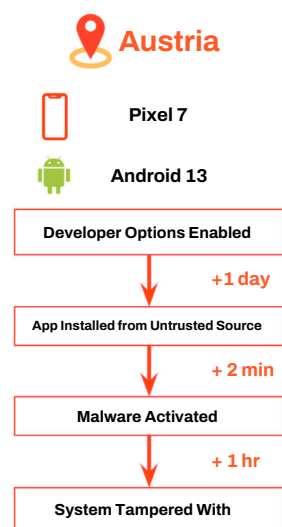 Austria
Pixel 7
Android 13
Developer Options Enabled
+1 day
App Installed from Untrusted Source
+ 2 min
Malware Activated
+ 1 hr
System Tampered With